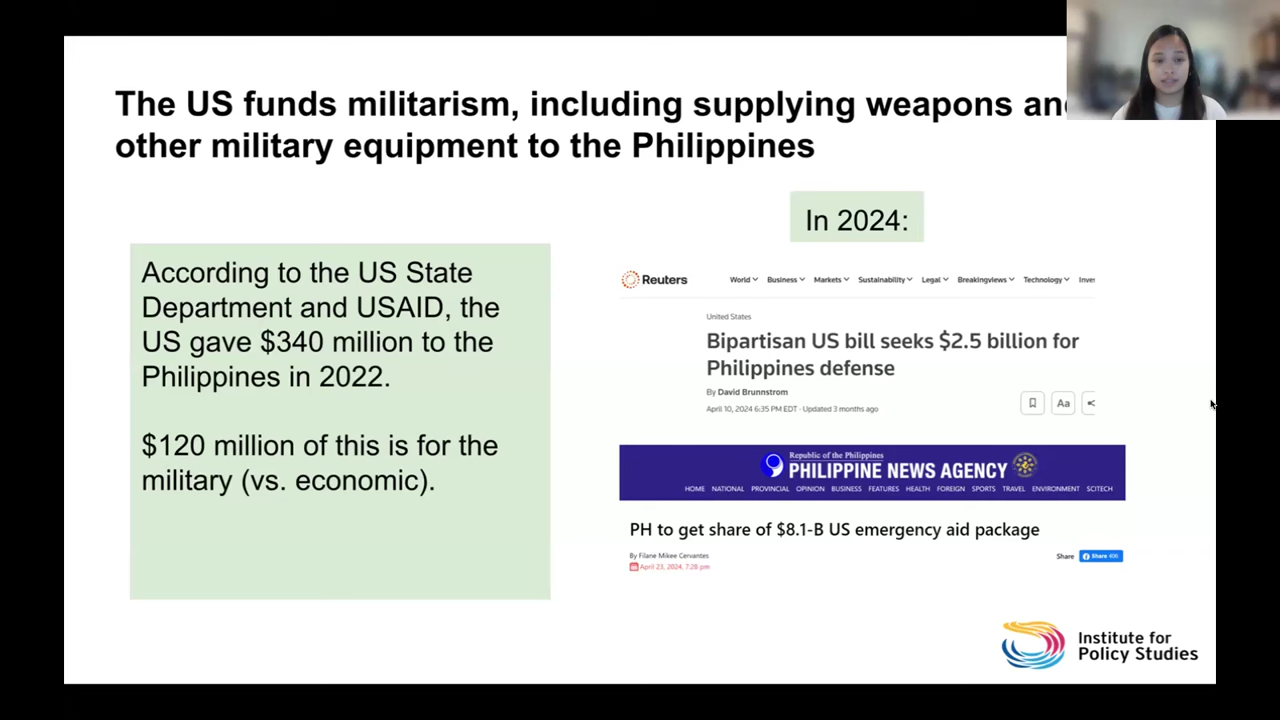 The US funds militarism, including supplying weapons and
other military equipment to the Philippines
In 2024:
According to the US State
Department and USAID, the
US gave $340 million to the
Philippines in 2022.
$120 million of this is for the
military (vs. economic).
Reuters
World Business Markets Sustainability Legal Breakingviews Technology Inves
United States
Bipartisan US bill seeks $2.5 billion for
Philippines defense
By David Brunnstrom
April 10, 2024 6:35 PM EDT · Updated 3 months ago
Aa
Republic of the Philippines
PHILIPPINE NEWS AGENCY
HOME NATIONAL PROVINCIAL OPINION BUSINESS FEATURES HEALTH FOREIGN SPORTS TRAVEL ENVIRONMENT SCITECH
PH to get share of $8.1-B US emergency aid package
By Filane Mikee Cervantes
Share Share 406
April 23, 2024, 7:28 pm
Institute for
Policy Studies